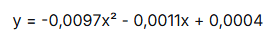 y = -0,0097x² - 0,0011x + 0,0004